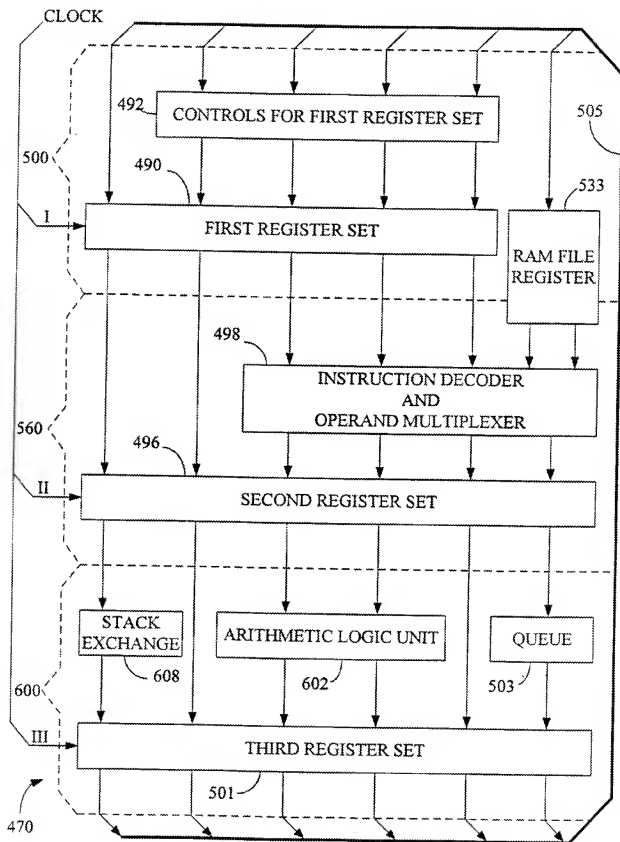 CLOCK
492
CONTROLS FOR FIRST REGISTER SET
505
500
490
533
I
FIRST REGISTER SET
RAM FILE
REGISTER
498
INSTRUCTION DECODER
AND
OPERAND MULTIPLEXER
560
496
II
SECOND REGISTER SET
STACK
EXCHANGE
ARITHMETIC LOGIC UNIT
QUEUE
608
602
503
600
III
THIRD REGISTER SET
501
470